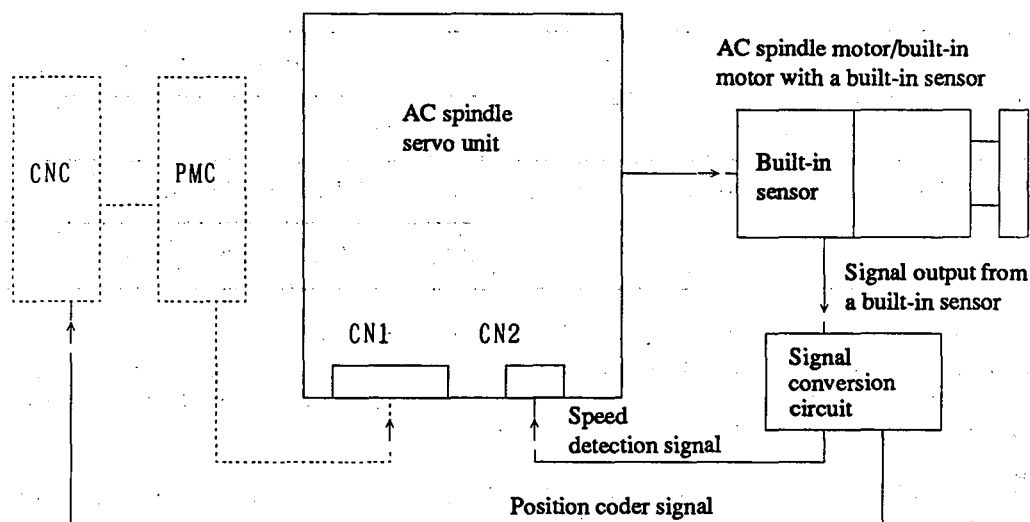 AC spindle motor/built-in
motor with a built-in sensor
AC spindle
servo unit
CNC
PMC
Built-in
sensor
Signal output from
a built-in sensor
CN1
CN2
Signal
conversion
circuit
Speed
detection signal
Position coder signal